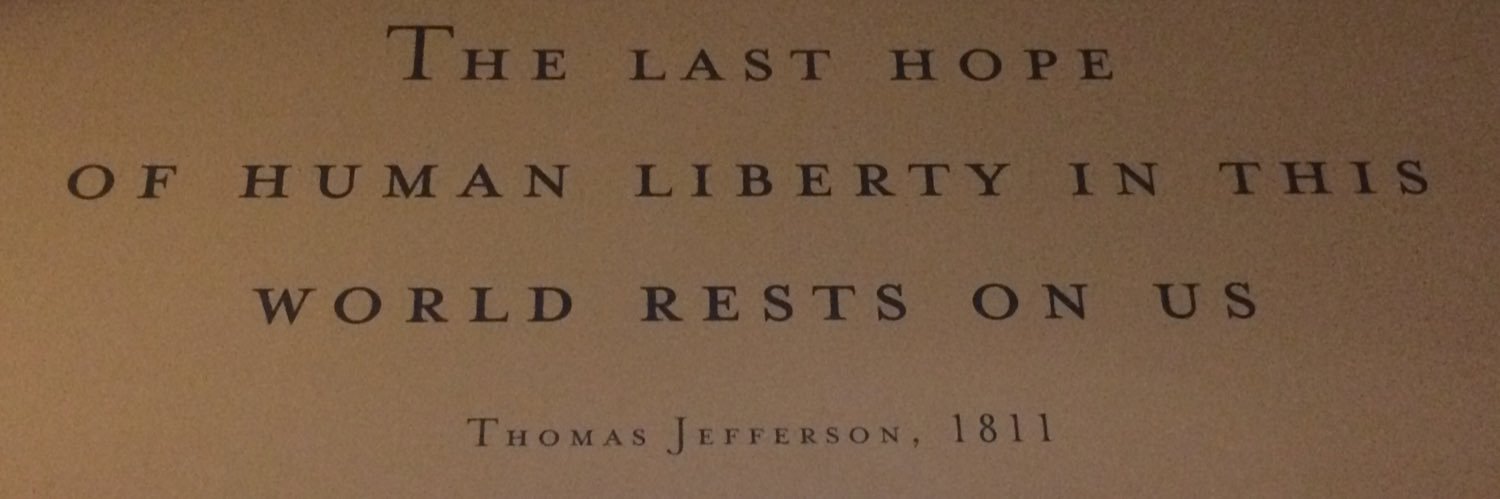 The last hope
of human liberty in this
world rests on us
Thomas Jefferson, 1811